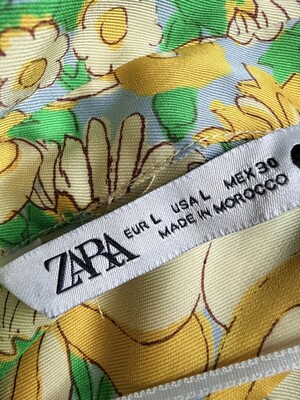 ZARA
EUR L USA L MEX 30
MADE IN MOROCCO